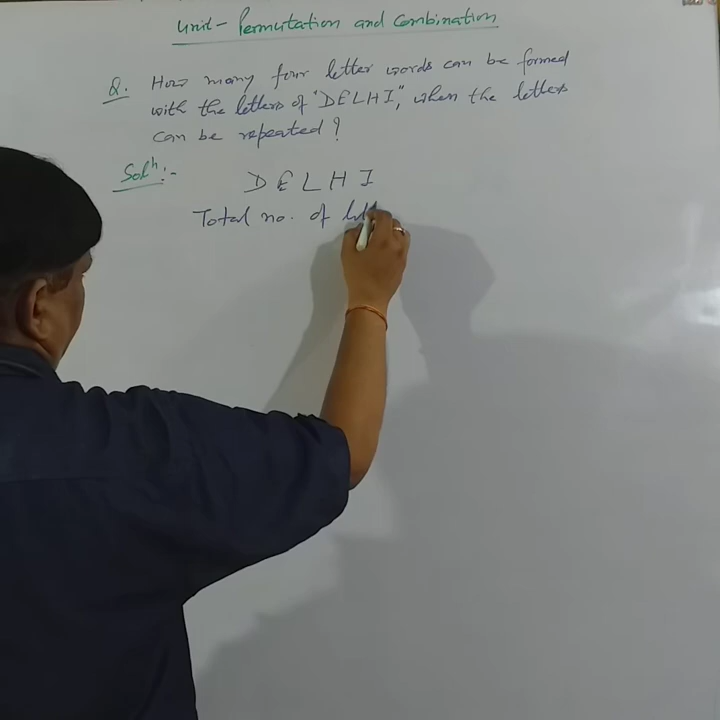 Unit - Permutation and Combination
Q. How many four letter words can be formed
with the letters of "DELHI", when the letters
can be repeated?
Solⁿ:-
D E L H I
Total no. of